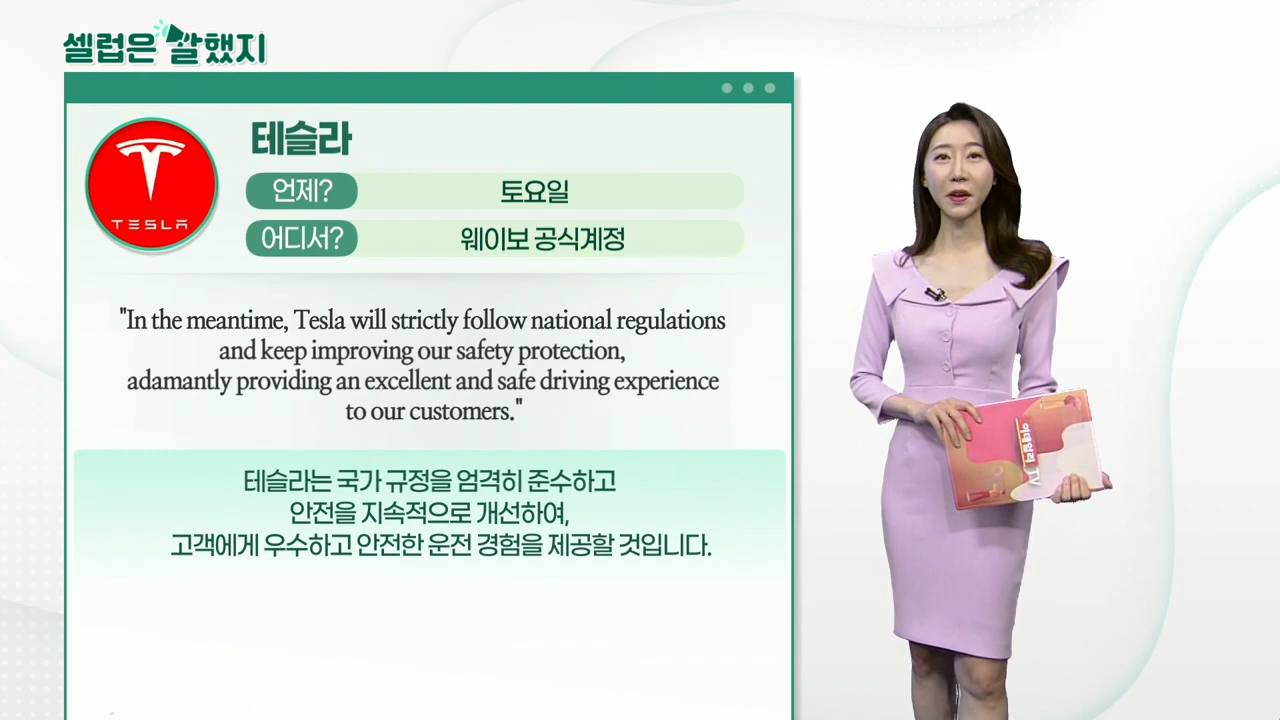 셀럽은 말했지
테슬라
TESLA
언제?
토요일
어디서?
웨이보 공식계정
"In the meantime, Tesla will strictly follow national regulations
and keep improving our safety protection,
adamantly providing an excellent and safe driving experience
to our customers."
테슬라는 국가 규정을 엄격히 준수하고
안전을 지속적으로 개선하여,
고객에게 우수하고 안전한 운전 경험을 제공할 것입니다.
이데일리 TV